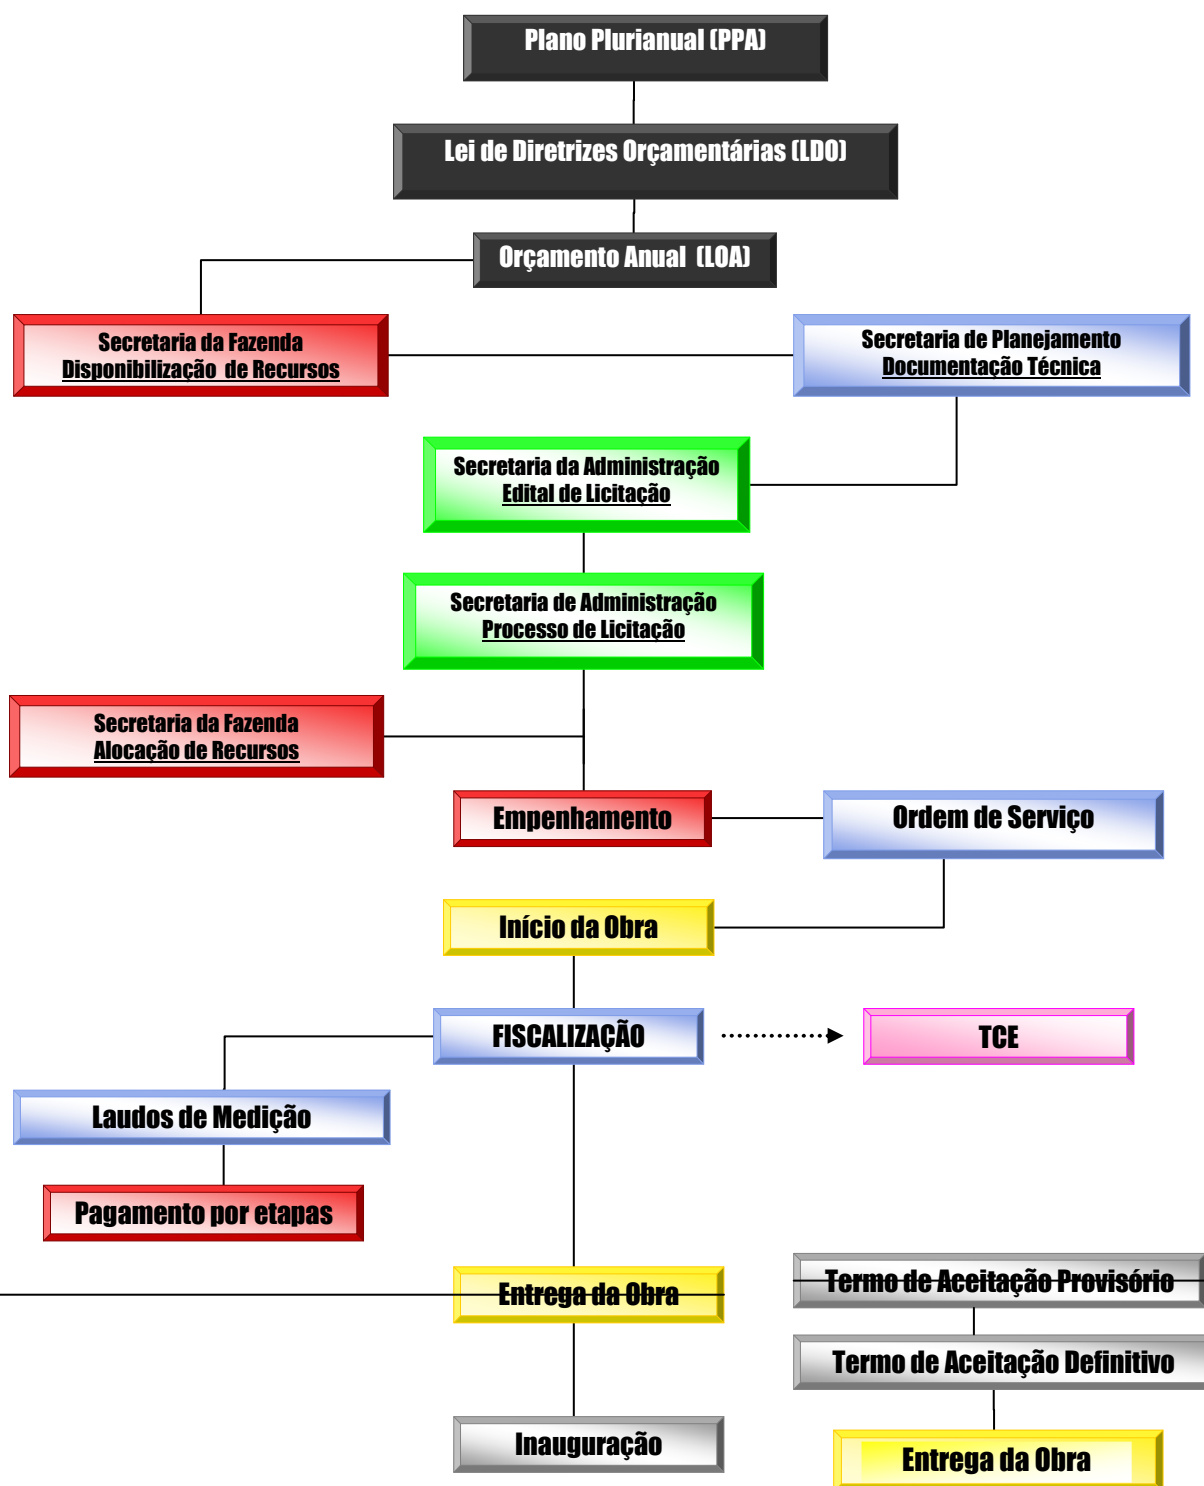 Plano Plurianual (PPA)
Lei de Diretrizes Orçamentárias (LDO)
Orçamento Anual (LOA)
Secretaria da Fazenda
Disponibilização de Recursos
Secretaria de Planejamento
Documentação Técnica
Secretaria da Administração
Edital de Licitação
Secretaria de Administração
Processo de Licitação
Secretaria da Fazenda
Alocação de Recursos
Empenhamento
Ordem de Serviço
Início da Obra
FISCALIZAÇÃO
TCE
Laudos de Medição
Pagamento por etapas
Entrega da Obra
Termo de Aceitação Provisório
Termo de Aceitação Definitivo
Inauguração
Entrega da Obra